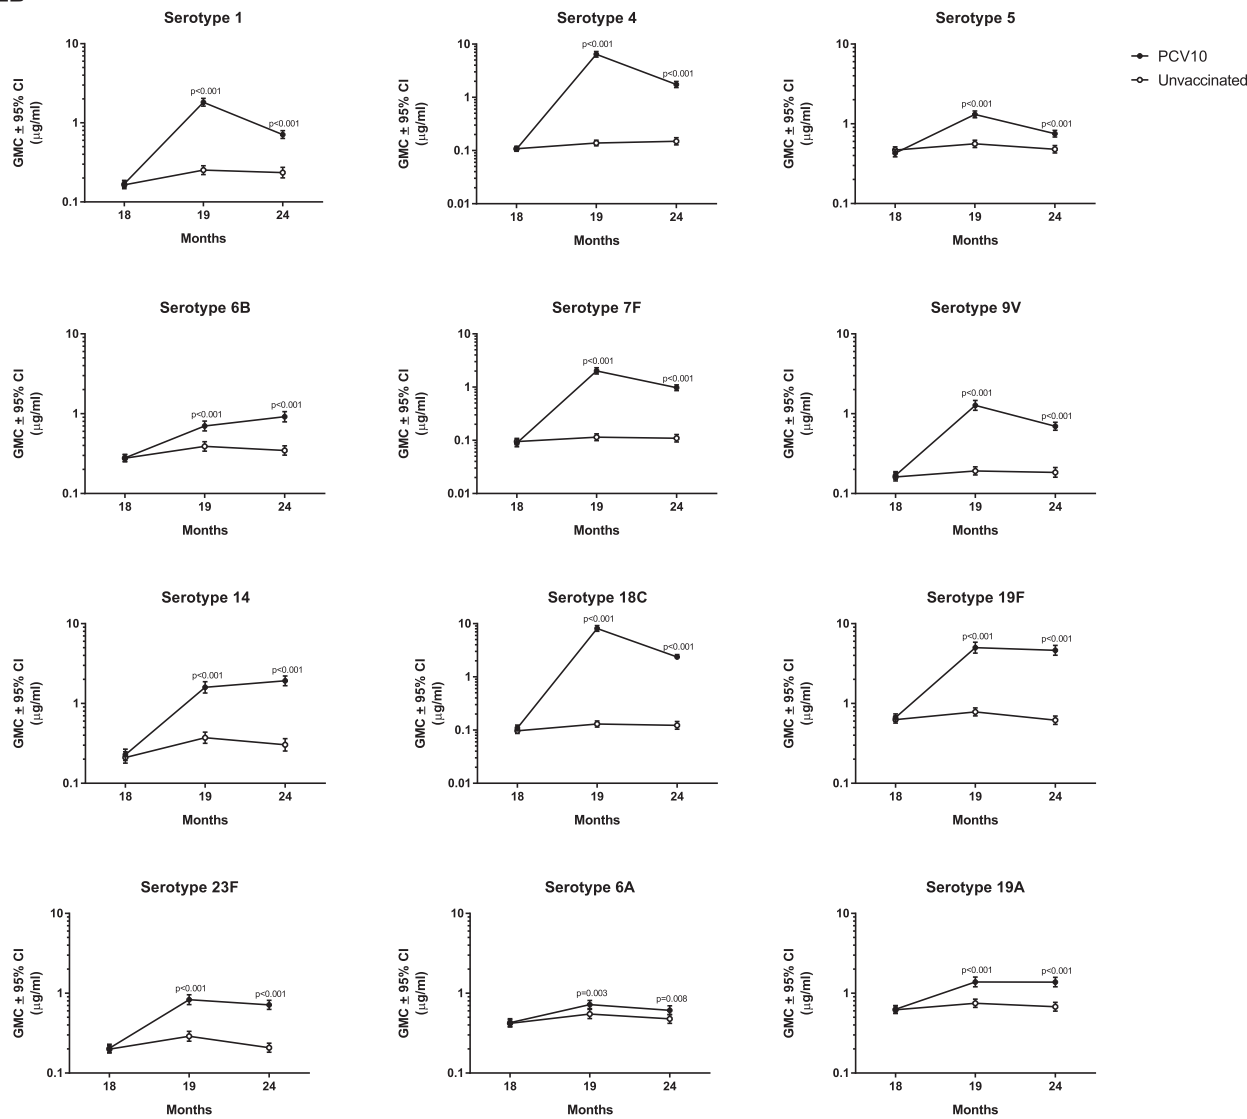 Serotype 1
10
1
0.1
GMC ± 95% CI
(μg/ml)
p<0.001
p<0.001
18 19 24
Months
Serotype 4
10
1
0.1
0.01
GMC ± 95% CI
(μg/ml)
p<0.001
p<0.001
18 19 24
Months
Serotype 5
10
1
0.1
GMC ± 95% CI
(μg/ml)
p<0.001
p<0.001
18 19 24
Months
PCV10
Unvaccinated
Serotype 6B
10
1
0.1
GMC ± 95% CI
(μg/ml)
p<0.001
p<0.001
18 19 24
Months
Serotype 7F
10
1
0.1
0.01
GMC ± 95% CI
(μg/ml)
p<0.001
p<0.001
18 19 24
Months
Serotype 9V
10
1
0.1
GMC ± 95% CI
(μg/ml)
p<0.001
p<0.001
18 19 24
Months
Serotype 14
10
1
0.1
GMC ± 95% CI
(μg/ml)
p<0.001
p<0.001
18 19 24
Months
Serotype 18C
10
1
0.1
0.01
GMC ± 95% CI
(μg/ml)
p<0.001
p<0.001
18 19 24
Months
Serotype 19F
10
1
0.1
GMC ± 95% CI
(μg/ml)
p<0.001
p<0.001
18 19 24
Months
Serotype 23F
10
1
0.1
GMC ± 95% CI
(μg/ml)
p<0.001
p<0.001
18 19 24
Months
Serotype 6A
10
1
0.1
GMC ± 95% CI
(μg/ml)
p=0.003
p=0.008
18 19 24
Months
Serotype 19A
10
1
0.1
GMC ± 95% CI
(μg/ml)
p<0.001
p<0.001
18 19 24
Months